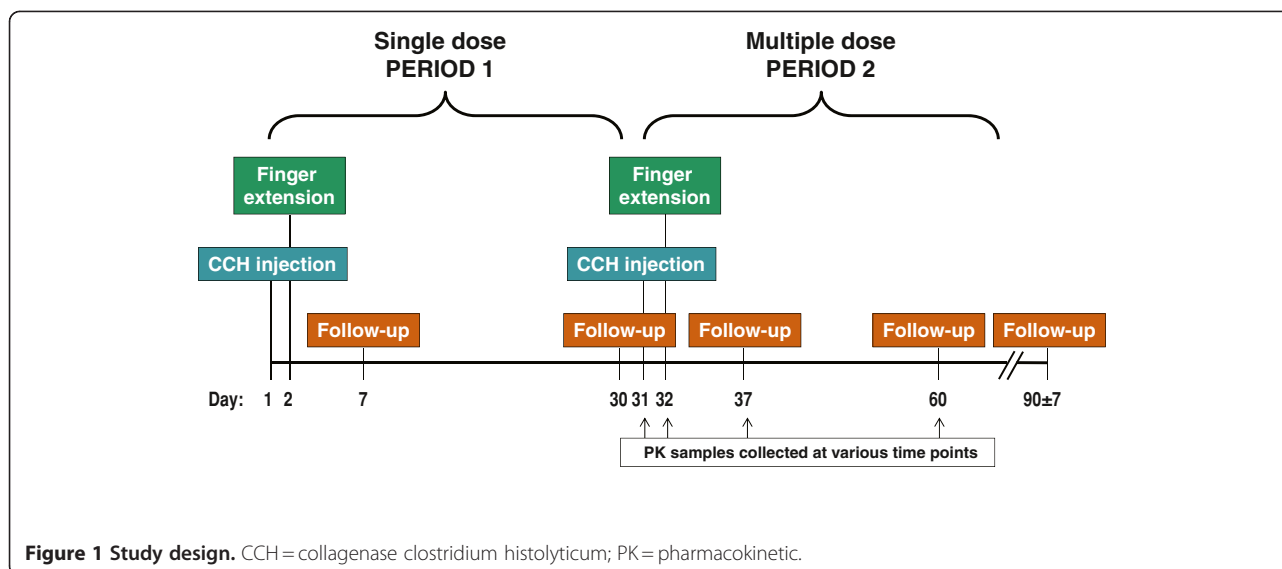 Single dose
PERIOD 1
Multiple dose
PERIOD 2
Finger
extension
Finger
extension
CCH injection
CCH injection
Follow-up
Follow-up
Follow-up
Follow-up
Follow-up
Day: 1 2 7 30 31 32 37 60 90±7
PK samples collected at various time points
Figure 1 Study design. CCH = collagenase clostridium histolyticum; PK = pharmacokinetic.